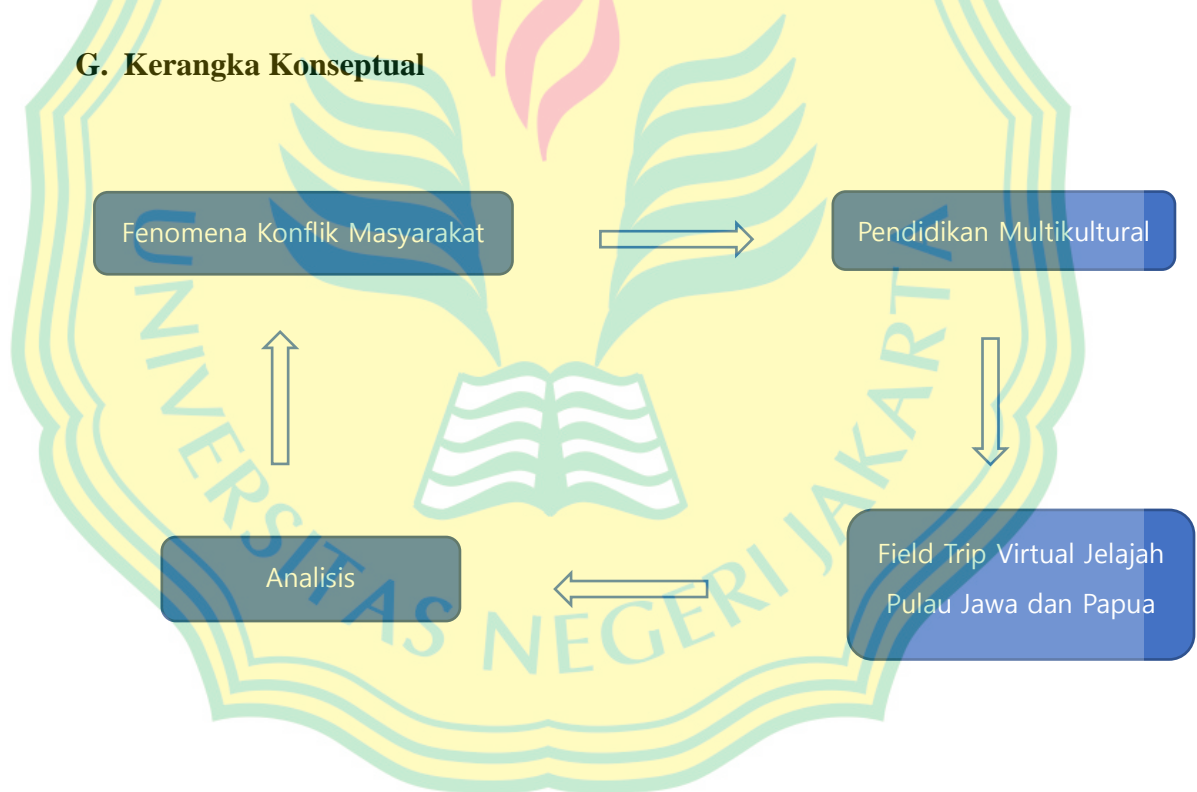 G. Kerangka Konseptual
Fenomena Konflik Masyarakat
Pendidikan Multikultural
Analisis
Field Trip Virtual Jelajah
Pulau Jawa dan Papua
UNIVERSITAS NEGERI JAKARTA